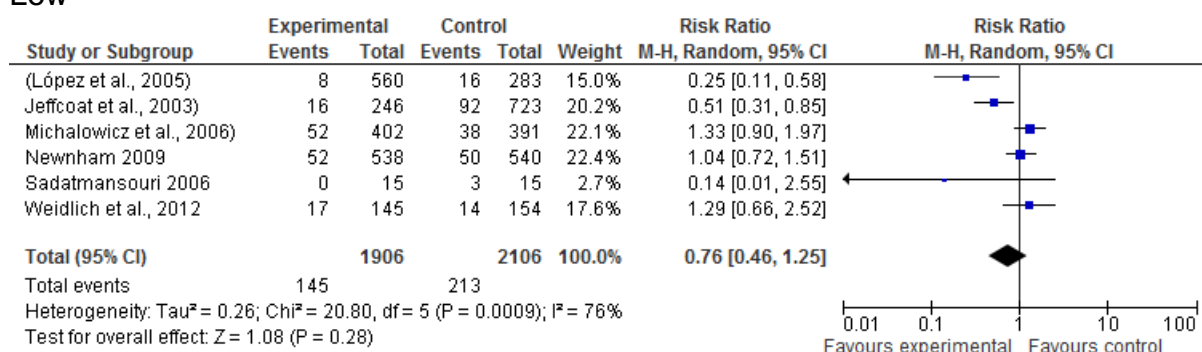 Low
Experimental Control Risk Ratio Risk Ratio
Study or Subgroup Events Total Events Total Weight M-H, Random, 95% CI M-H, Random, 95% CI
(López et al., 2005) 8 560 16 283 15.0% 0.25 [0.11, 0.58]
Jeffcoat et al., 2003) 16 246 92 723 20.2% 0.51 [0.31, 0.85]
Michalowicz et al., 2006) 52 402 38 391 22.1% 1.33 [0.90, 1.97]
Newnham 2009 52 538 50 540 22.4% 1.04 [0.72, 1.51]
Sadatmansouri 2006 0 15 3 15 2.7% 0.14 [0.01, 2.55]
Weidlich et al., 2012 17 145 14 154 17.6% 1.29 [0.66, 2.52]
Total (95% CI) 1906 2106 100.0% 0.76 [0.46, 1.25]
Total events 145 213
Heterogeneity: Tau² = 0.26; Chi² = 20.80, df = 5 (P = 0.0009); I² = 76%
Test for overall effect: Z = 1.08 (P = 0.28)
0.01 0.1 1 10 100
Favours experimental Favours control